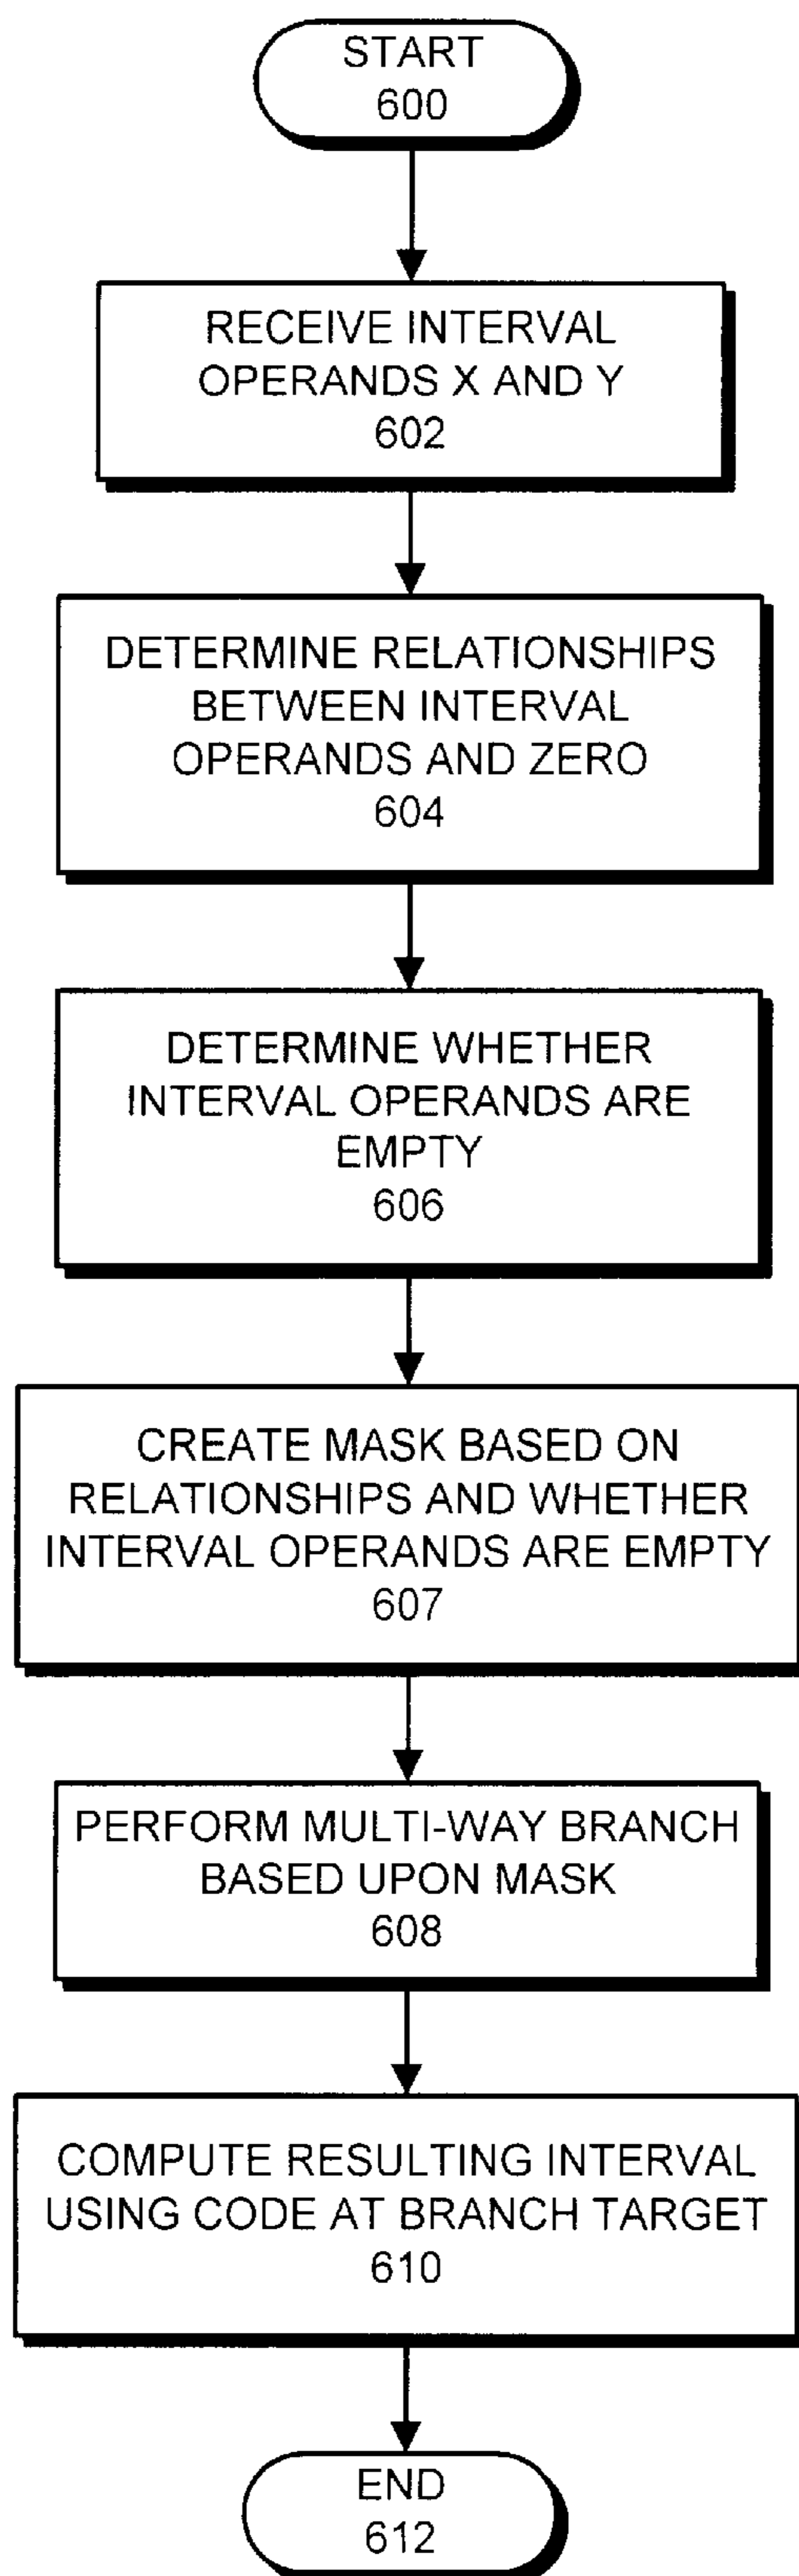 START
600
RECEIVE INTERVAL
OPERANDS X AND Y
602
DETERMINE RELATIONSHIPS
BETWEEN INTERVAL
OPERANDS AND ZERO
604
DETERMINE WHETHER
INTERVAL OPERANDS ARE
EMPTY
606
CREATE MASK BASED ON
RELATIONSHIPS AND WHETHER
INTERVAL OPERANDS ARE EMPTY
607
PERFORM MULTI-WAY BRANCH
BASED UPON MASK
608
COMPUTE RESULTING INTERVAL
USING CODE AT BRANCH TARGET
610
END
612